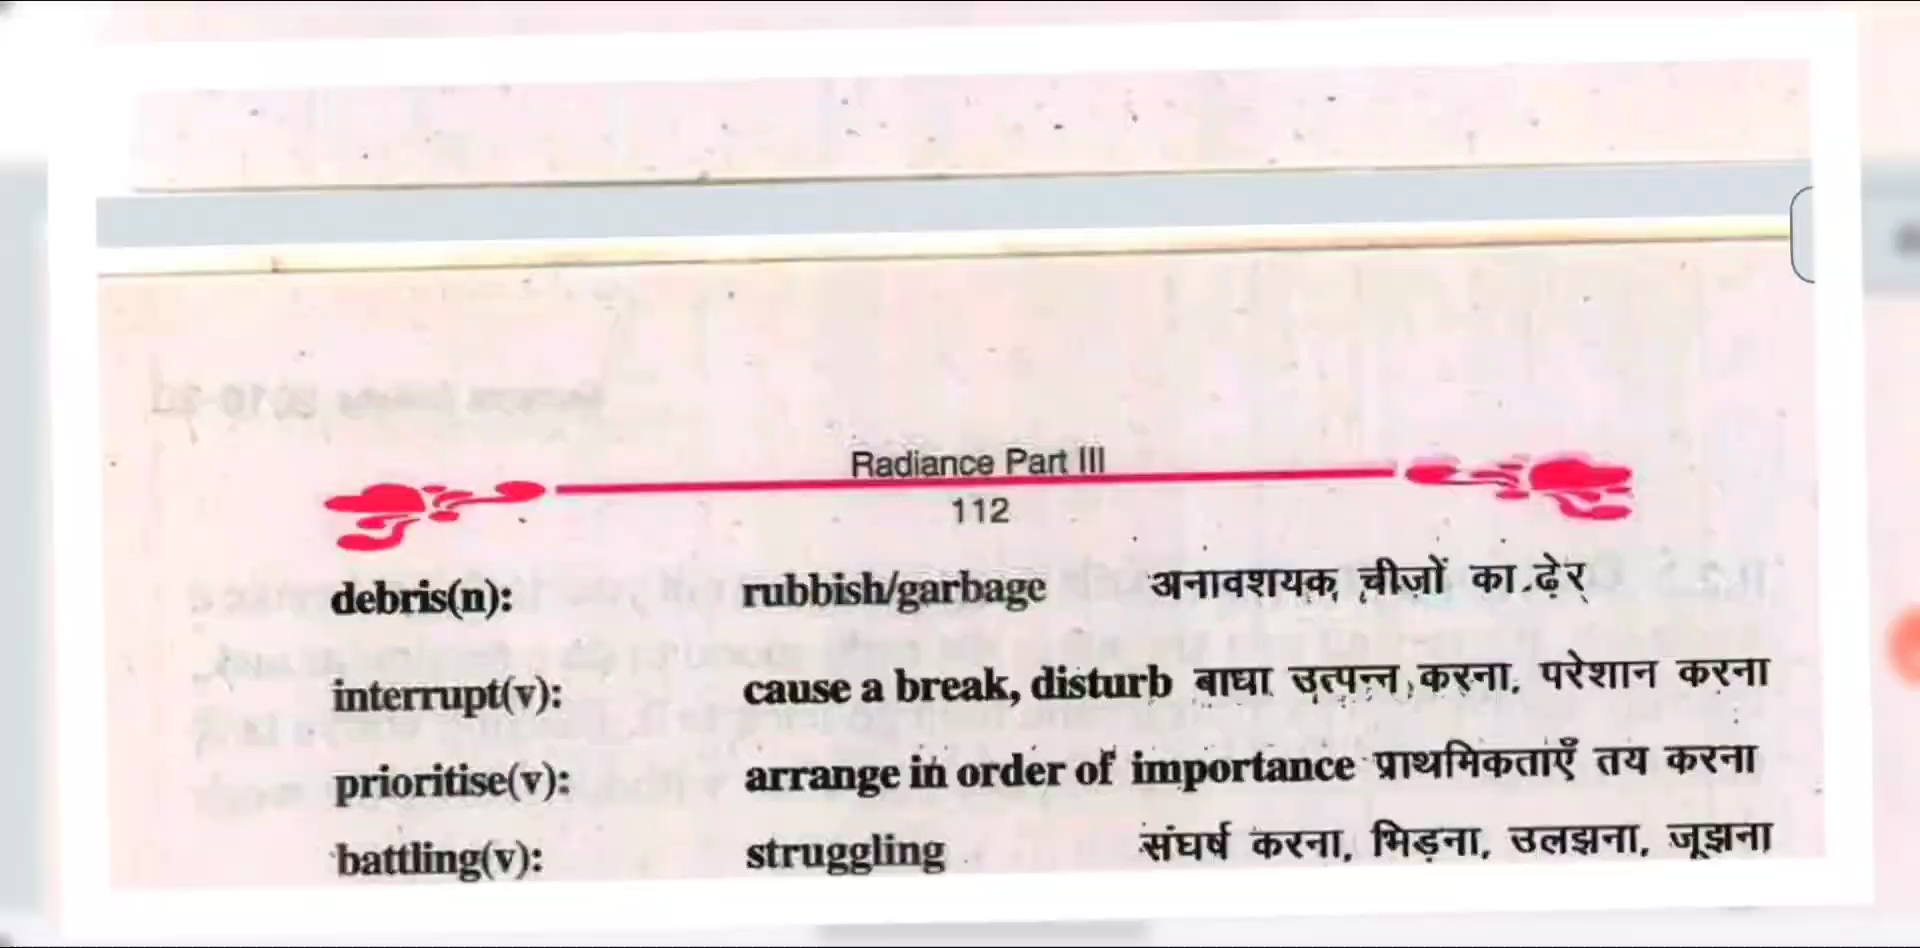 Radiance Part III
112
debris(n): rubbish/garbage अनावशयक चीजों का ढ़ेर
interrupt(v): cause a break, disturb बाघा उत्पन्न करना, परेशान करना
prioritise(v): arrange in order of importance प्राथमिकताएँ तय करना
battling(v): struggling संघर्ष करना, भिड़ना, उलझना, जूझना